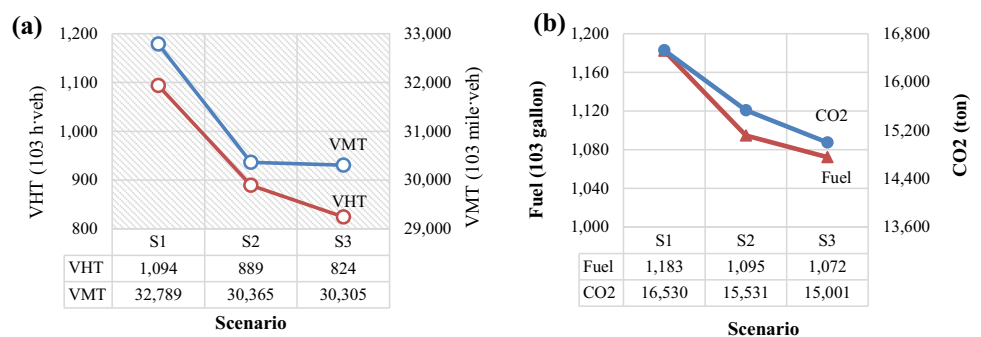 (a)
VHT (103 h·veh)
1,200
1,100
1,000
900
800
VMT
VHT
33,000
32,000
31,000
30,000
29,000
VMT (103 mile·veh)
S1 S2 S3
VHT 1,094 889 824
VMT 32,789 30,365 30,305
Scenario
(b)
Fuel (103 gallon)
1,200
1,160
1,120
1,080
1,040
1,000
CO2
Fuel
16,800
16,000
15,200
14,400
13,600
CO2 (ton)
S1 S2 S3
Fuel 1,183 1,095 1,072
CO2 16,530 15,531 15,001
Scenario